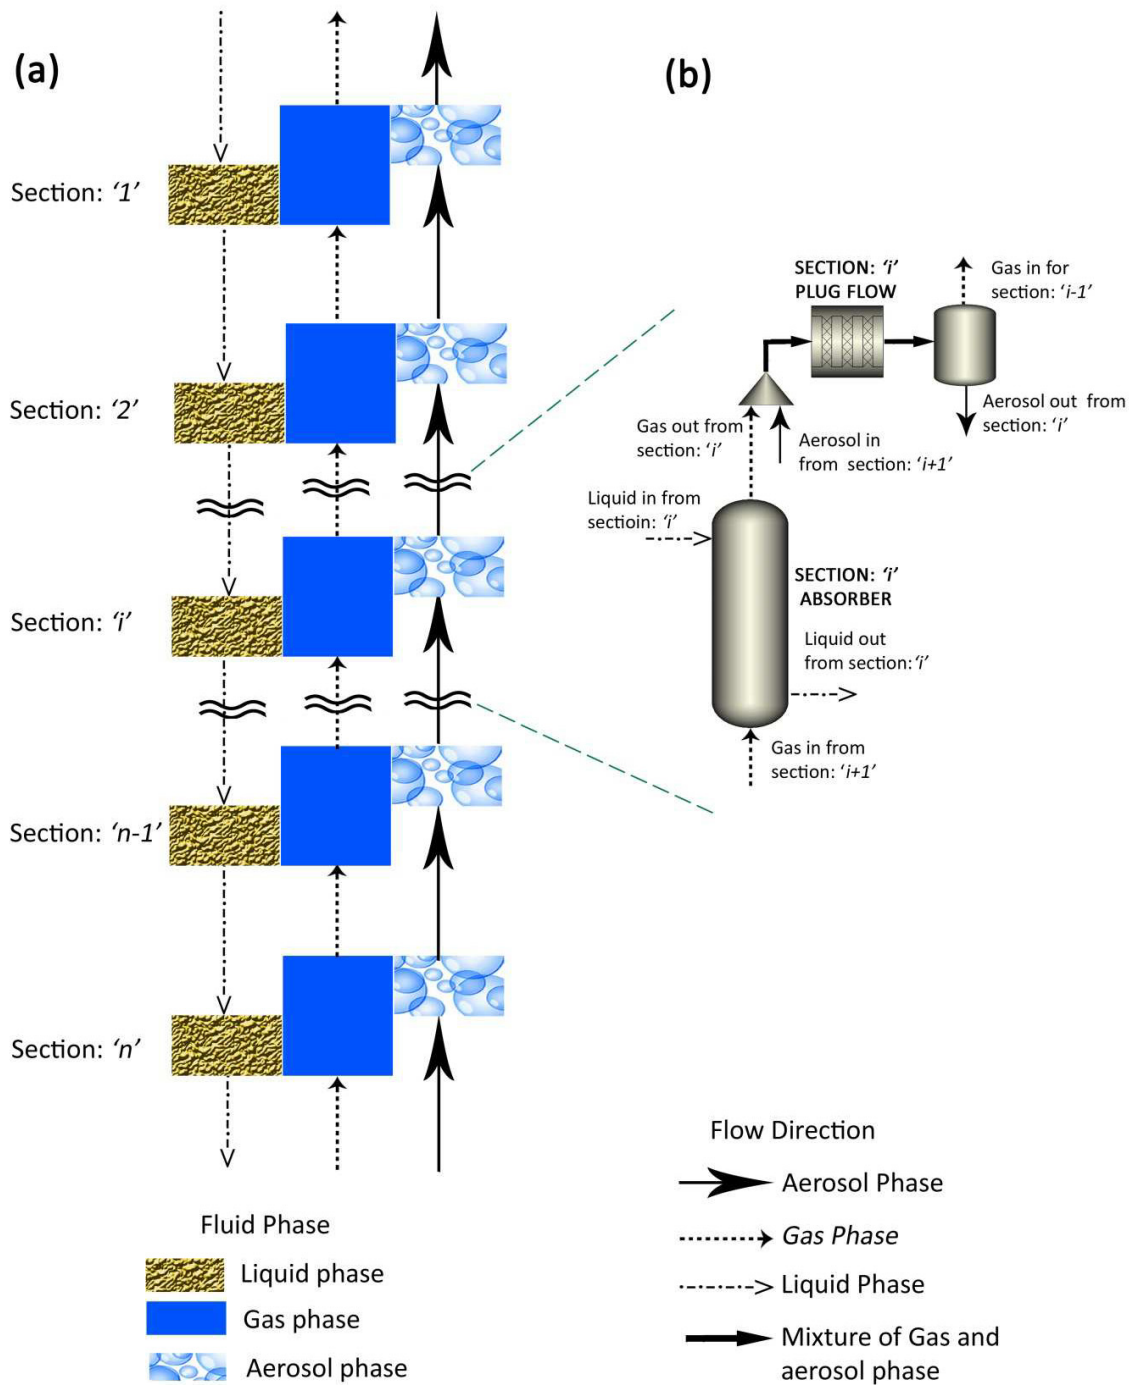 (a)
Section: ‘1’
Section: ‘2’
Section: ‘i’
Section: ‘n-1’
Section: ‘n’
Fluid Phase
Liquid phase
Gas phase
Aerosol phase
(b)
SECTION: ‘i’
PLUG FLOW
Gas in for
section: ‘i-1’
Gas out from
section: ‘i’
Aerosol in
from section: ‘i+1’
Aerosol out from
section: ‘i’
Liquid in from
sectioin: ‘i’
SECTION: ‘i’
ABSORBER
Liquid out
from section: ‘i’
Gas in from
section: ‘i+1’
Flow Direction
Aerosol Phase
Gas Phase
Liquid Phase
Mixture of Gas and
aerosol phase